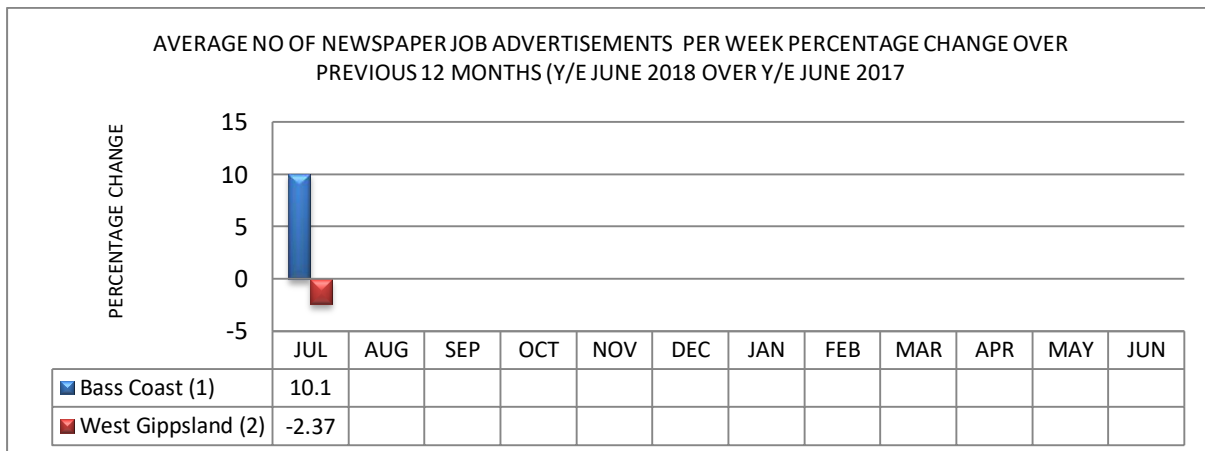 AVERAGE NO OF NEWSPAPER JOB ADVERTISEMENTS PER WEEK PERCENTAGE CHANGE OVER
PREVIOUS 12 MONTHS (Y/E JUNE 2018 OVER Y/E JUNE 2017
PERCENTAGE CHANGE
15
10
5
0
-5
JUL AUG SEP OCT NOV DEC JAN FEB MAR APR MAY JUN
Bass Coast (1) 10.1
West Gippsland (2) -2.37